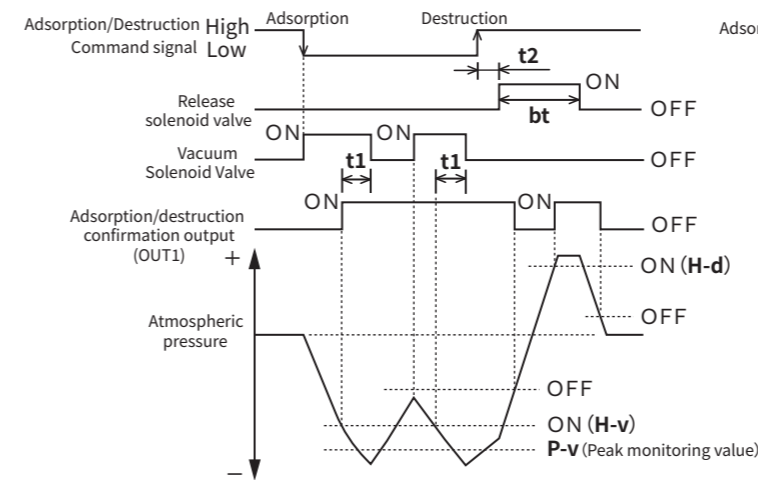 Adsorption/Destruction High
Command signal Low
Adsorption
Destruction
Adsor
t2
ON
Release
solenoid valve
bt
OFF
ON
ON
Vacuum
Solenoid Valve
t1
t1
OFF
ON
ON
Adsorption/destruction
confirmation output
(OUT1)
OFF
+
ON (H-d)
OFF
Atmospheric
pressure
OFF
ON (H-v)
P-v (Peak monitoring value)
−